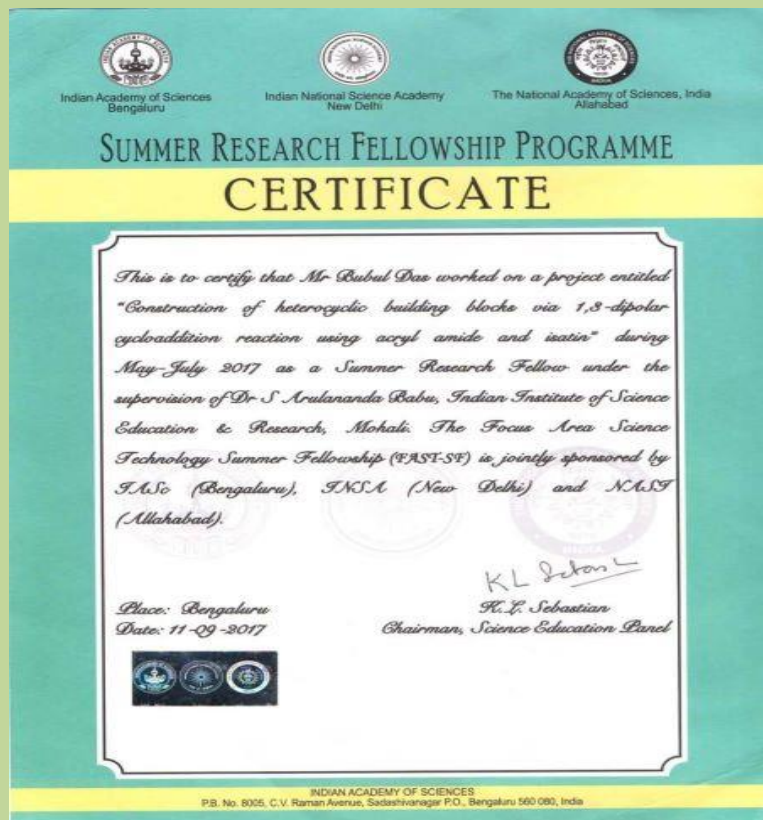 Indian Academy of Sciences
Bengaluru
Indian National Science Academy
New Delhi
The National Academy of Sciences, India
Allahabad
SUMMER RESEARCH FELLOWSHIP PROGRAMME
CERTIFICATE
This is to certify that Mr Bubul Das worked on a project entitled
"Construction of heterocyclic building blocks via 1,3-dipolar
cycloaddition reaction using acryl amide and isatin" during
May-July 2017 as a Summer Research Fellow under the
supervision of Dr S Arulananda Babu, Indian Institute of Science
Education & Research, Mohali. The Focus Area Science
Technology Summer Fellowship (FAST-SF) is jointly sponsored by
IASc (Bengaluru), INSA (New Delhi) and NASI
(Allahabad).
Place: Bengaluru
Date: 11-09-2017
K.L. Sebastian
Chairman, Science Education Panel
INDIAN ACADEMY OF SCIENCES
P.B. No. 8005, C.V. Raman Avenue, Sadashivanagar P.O., Bengaluru 560 080, India